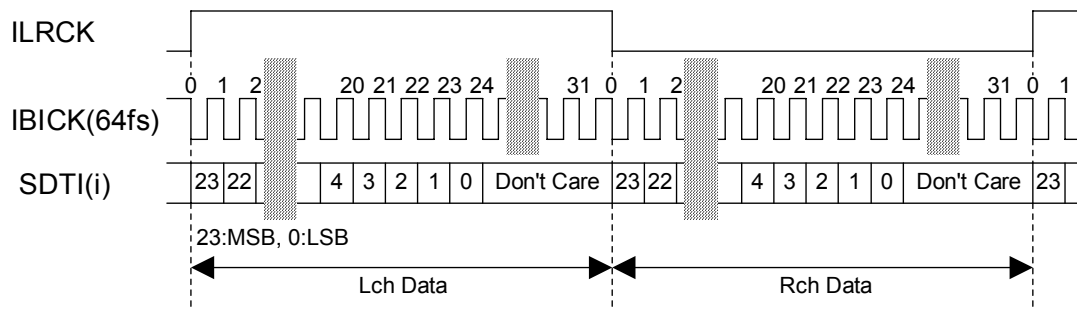 ILRCK
0 1 2 20 21 22 23 24 31 0 1 2 20 21 22 23 24 31 0 1
IBICK(64fs)
SDTI(i) 23 22 4 3 2 1 0 Don't Care 23 22 4 3 2 1 0 Don't Care 23
23:MSB, 0:LSB
Lch Data Rch Data